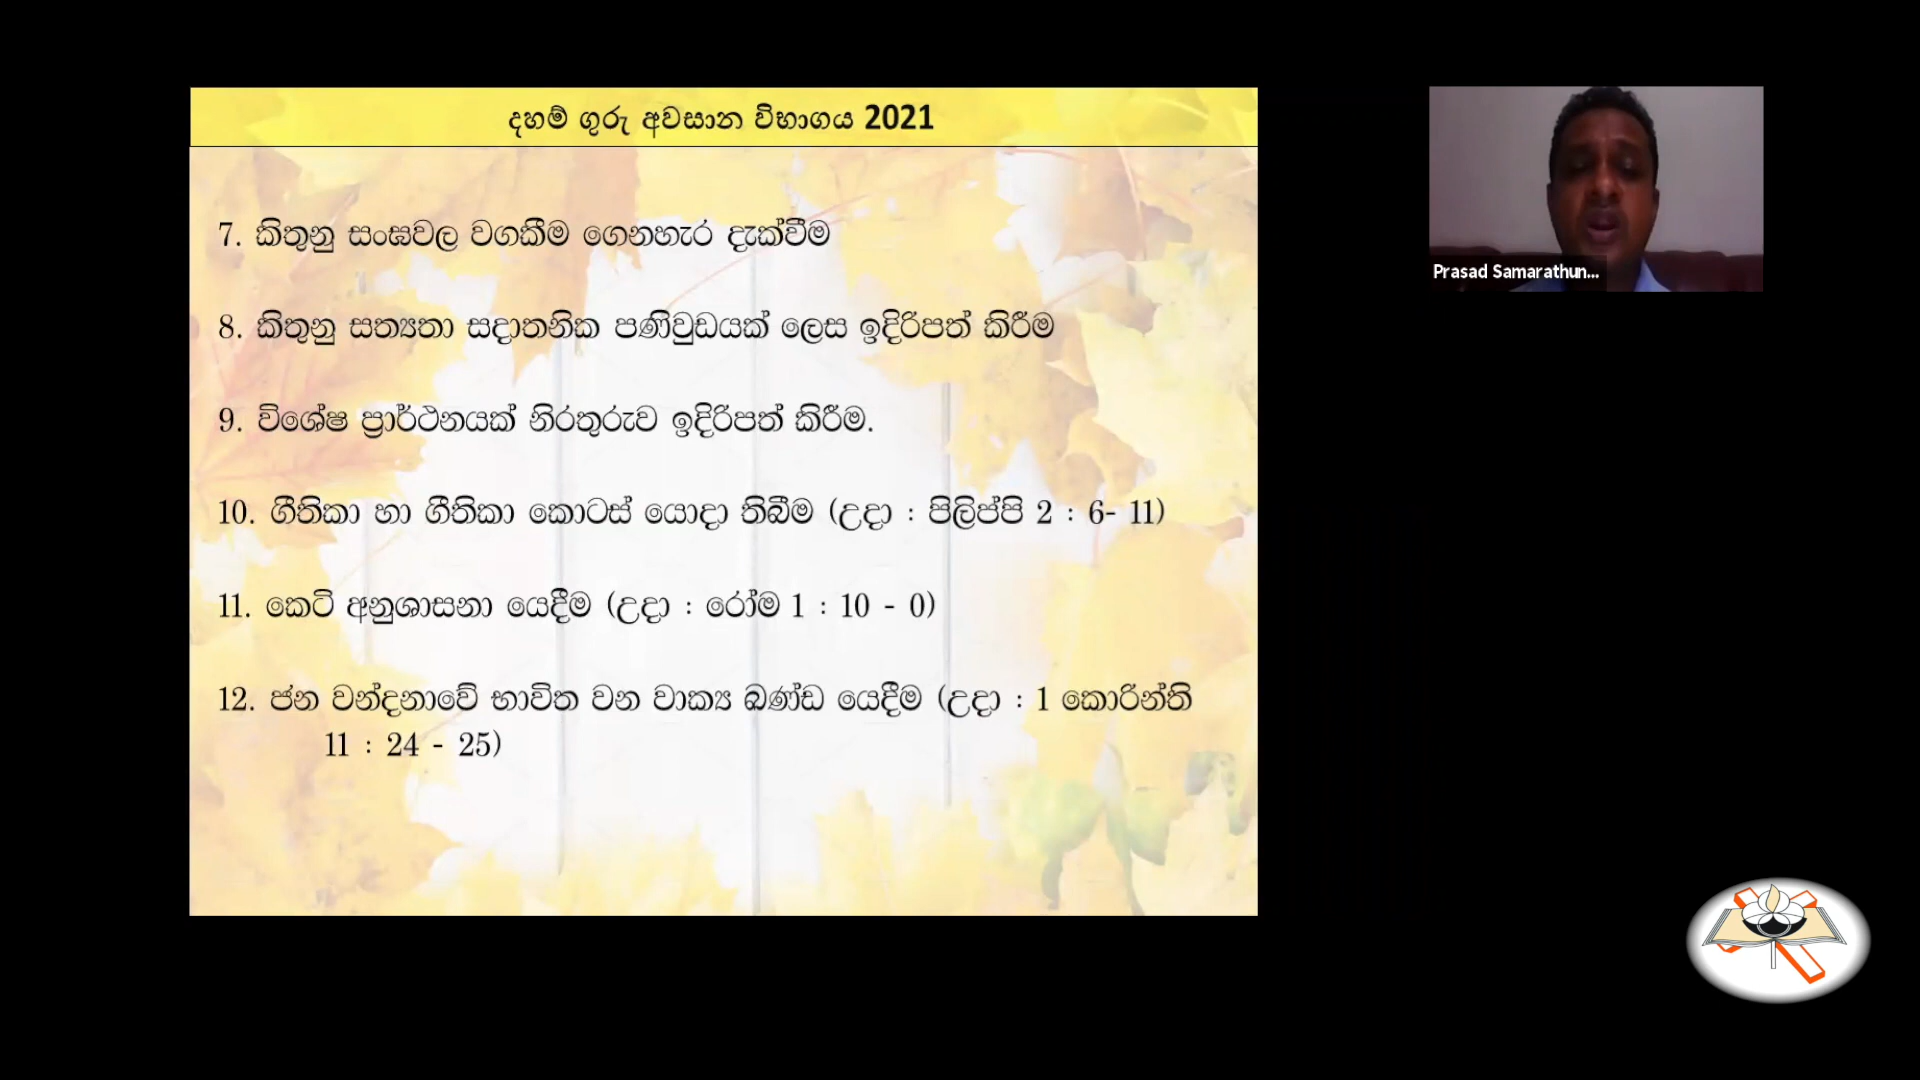 දහම් ගුරු අවසාන විභාගය 2021
7. කිතුනු සංඝවල වගකීම ගෙනහැර දැක්වීම
8. කිතුනු සත්‍යතා සදාතනික පණිවුඩයක් ලෙස ඉදිරිපත් කිරීම
9. විශේෂ ප්‍රාර්ථනයක් නිරතුරුව ඉදිරිපත් කිරීම.
10. ගීතිකා හා ගීතිකා කොටස් යොදා තිබීම (උදා : පිලිප්පි 2 : 6- 11)
11. කෙටි අනුශාසනා යෙදීම (උදා : රෝම 1 : 10 - 0)
12. ජන වන්දනාවේ භාවිත වන වාක්‍ය ඛණ්ඩ යෙදීම (උදා : 1 කොරින්ති
11 : 24 - 25)
Prasad Samarathun...